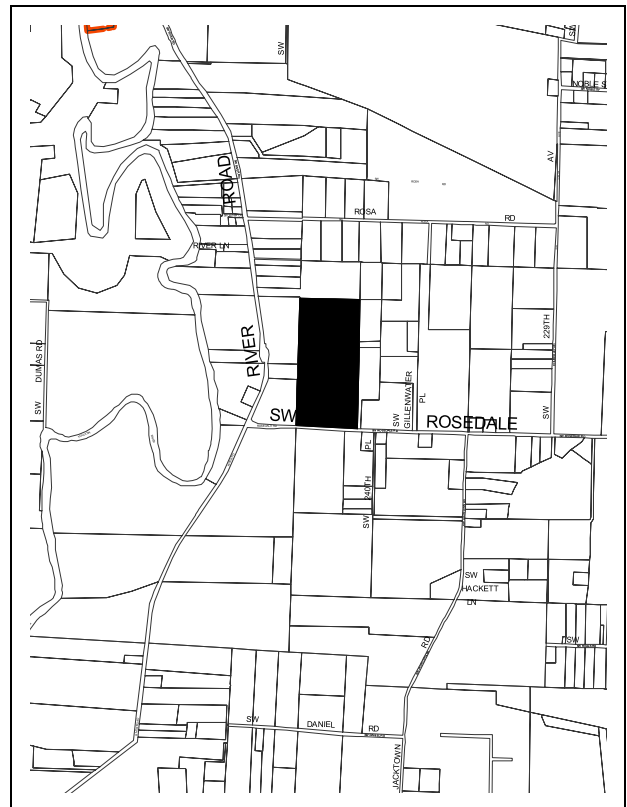 SW
SW
NOBLE S
AV
ROAD
ROSA
RD
RIVER LN
229TH
DUMAS RD
RIVER
GILLENWATER
PL
SW
SW
SW
SW
ROSEDALE
PL
240TH
SW
SW
HACKETT
LN
SW
RD
SW
DANIEL
RD
JACKTOWN